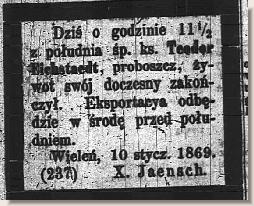 Dziś o godzinie 11½
z południa śp. ks. Teodor
Eichstaedt, proboszcz, ży-
wot swój doczesny zakoń-
czył. Eksportacya odbę-
dzie w środę przed połu-
dniem.
Wieleń, 10 stycz. 1869.
(237) X. Jaensch.